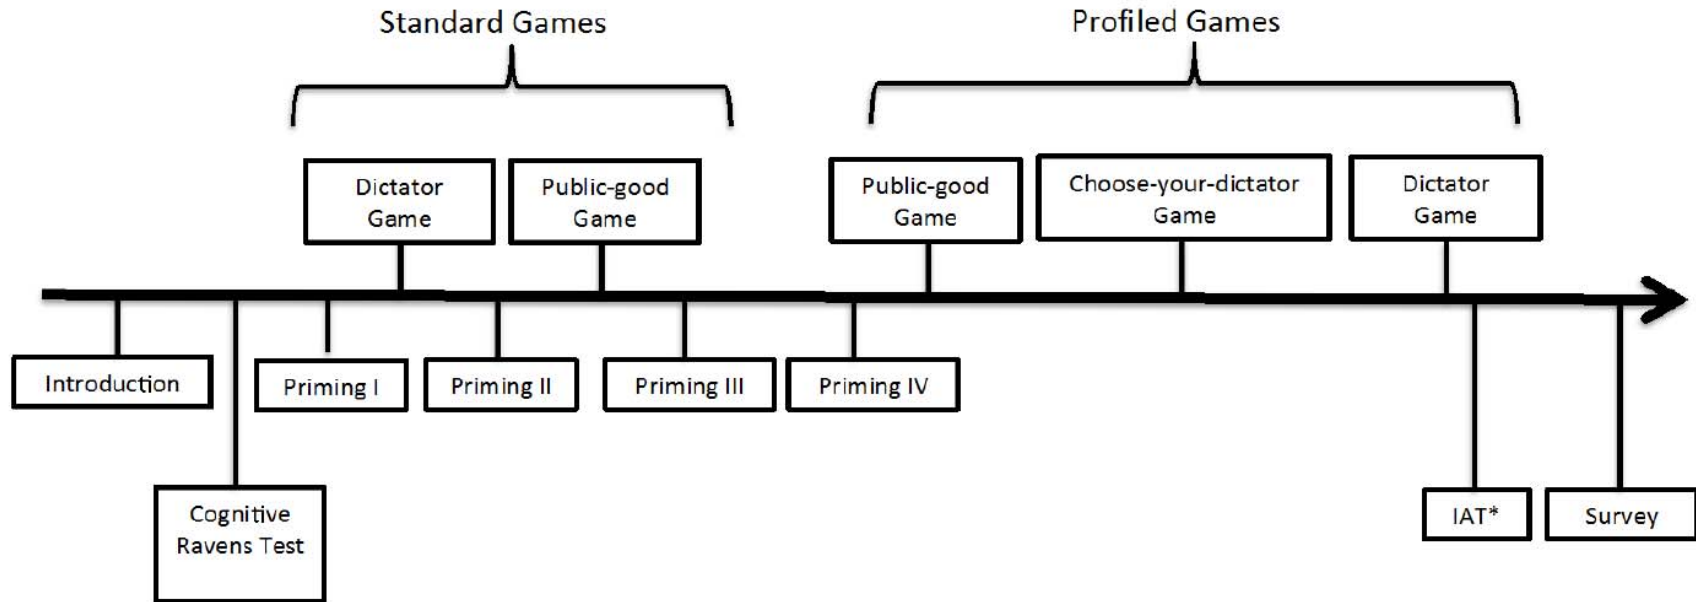 Standard Games
Profiled Games
Dictator
Game
Public-good
Game
Public-good
Game
Choose-your-dictator
Game
Dictator
Game
Introduction
Priming I
Priming II
Priming III
Priming IV
Cognitive
Ravens Test
IAT*
Survey